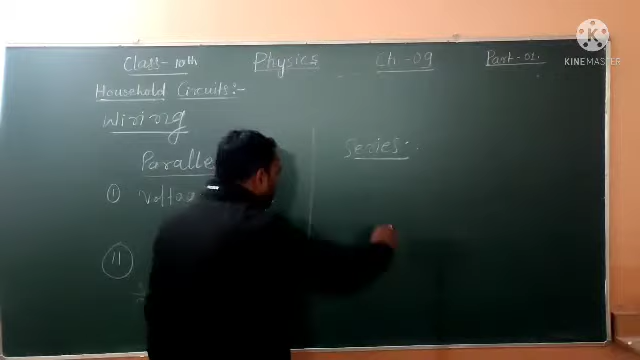 Class-10th Physics Ch-09 Part-01.
Household Circuits:-
Wiring
Paralle
Series:-
① Volta
11
K
KINEMASTER